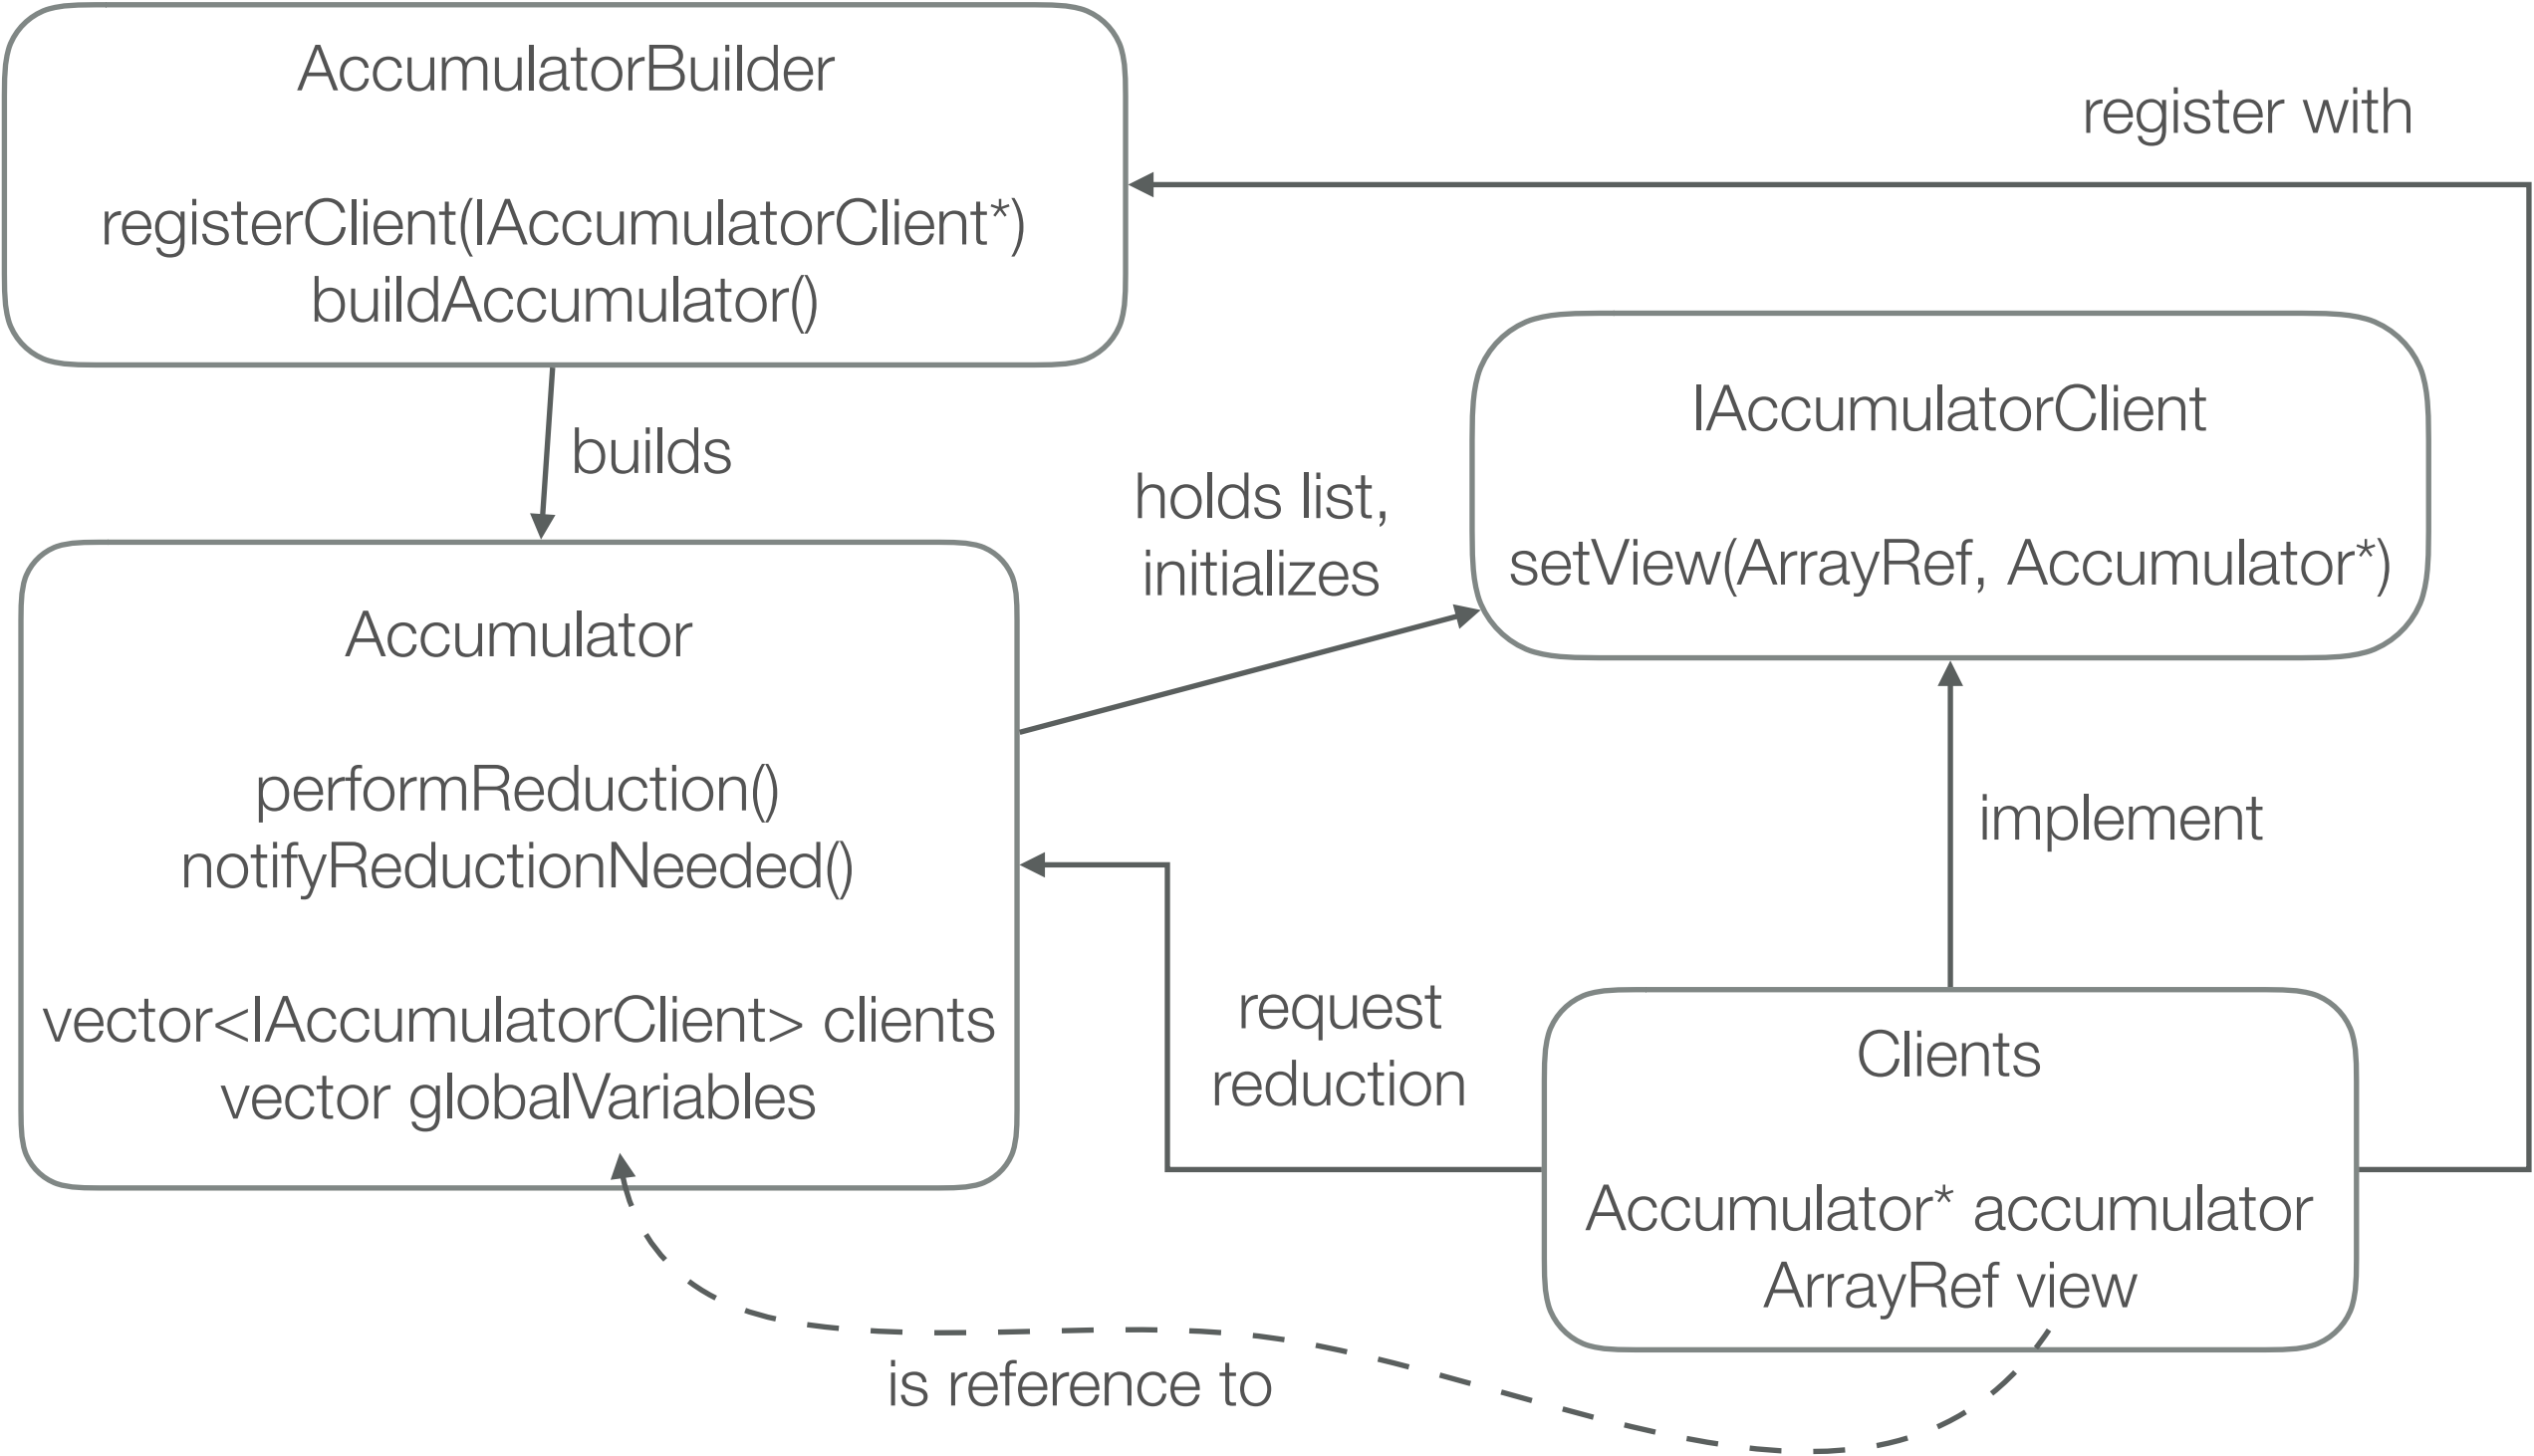 AccumulatorBuilder
registerClient(IAccumulatorClient*)
buildAccumulator()
register with
builds
holds list,
initializes
IAccumulatorClient
setView(ArrayRef, Accumulator*)
Accumulator
performReduction()
notifyReductionNeeded()
vector<IAccumulatorClient> clients
vector globalVariables
implement
request
reduction
Clients
Accumulator* accumulator
ArrayRef view
is reference to